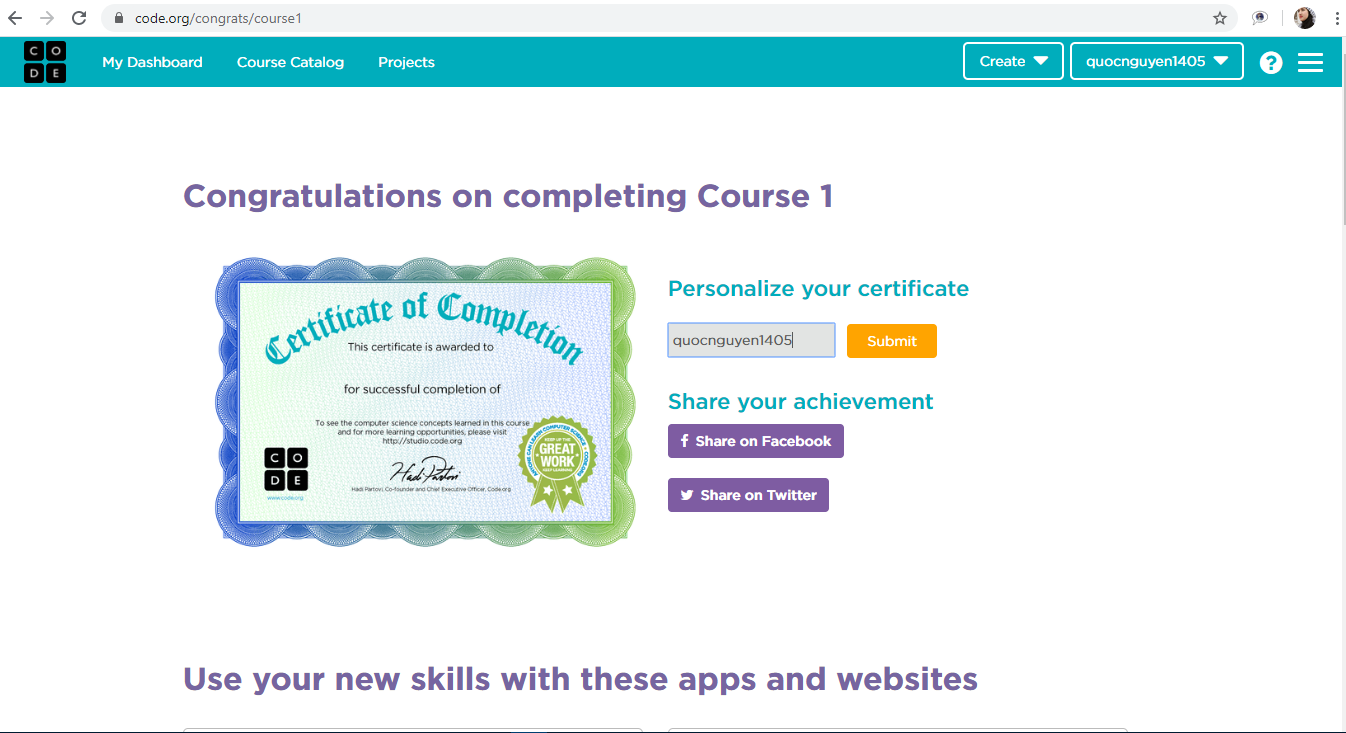 code.org/congrats/course1
CODE
My Dashboard
Course Catalog
Projects
Create
quocnguyen1405
?
Congratulations on completing Course 1
Certificate of Completion
This certificate is awarded to
for successful completion of
To see the computer science concepts learned in this course
and for more learning opportunities, please visit
http://studio.code.org
CODE
www.code.org
Hadi Partovi, Co-founder and Chief Executive Officer, Code.org
KEEP UP THE
GREAT
WORK
Personalize your certificate
quocnguyen1405
Submit
Share your achievement
f Share on Facebook
Share on Twitter
Use your new skills with these apps and websites